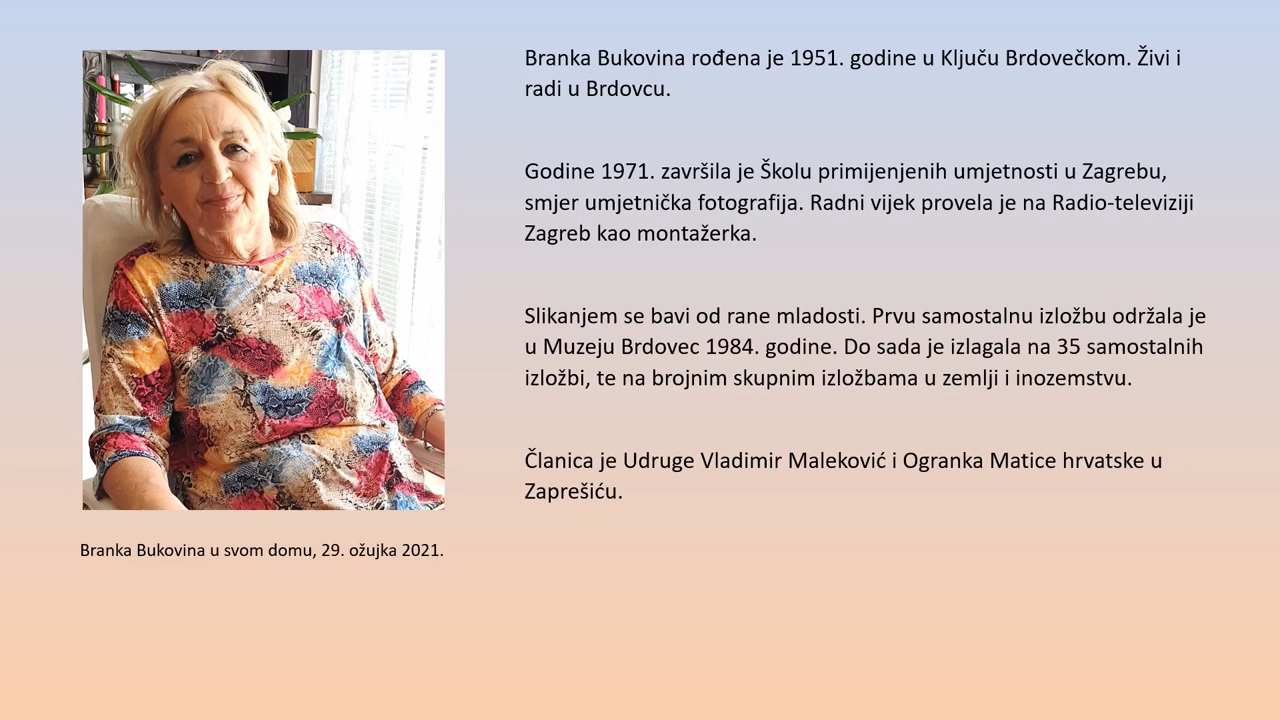 Branka Bukovina rođena je 1951. godine u Ključu Brdovečkom. Živi i
radi u Brdovcu.
Godine 1971. završila je Školu primijenjenih umjetnosti u Zagrebu,
smjer umjetnička fotografija. Radni vijek provela je na Radio-televiziji
Zagreb kao montažerka.
Slikanjem se bavi od rane mladosti. Prvu samostalnu izložbu održala je
u Muzeju Brdovec 1984. godine. Do sada je izlagala na 35 samostalnih
izložbi, te na brojnim skupnim izložbama u zemlji i inozemstvu.
Članica je Udruge Vladimir Maleković i Ogranka Matice hrvatske u
Zaprešiću.
Branka Bukovina u svom domu, 29. ožujka 2021.